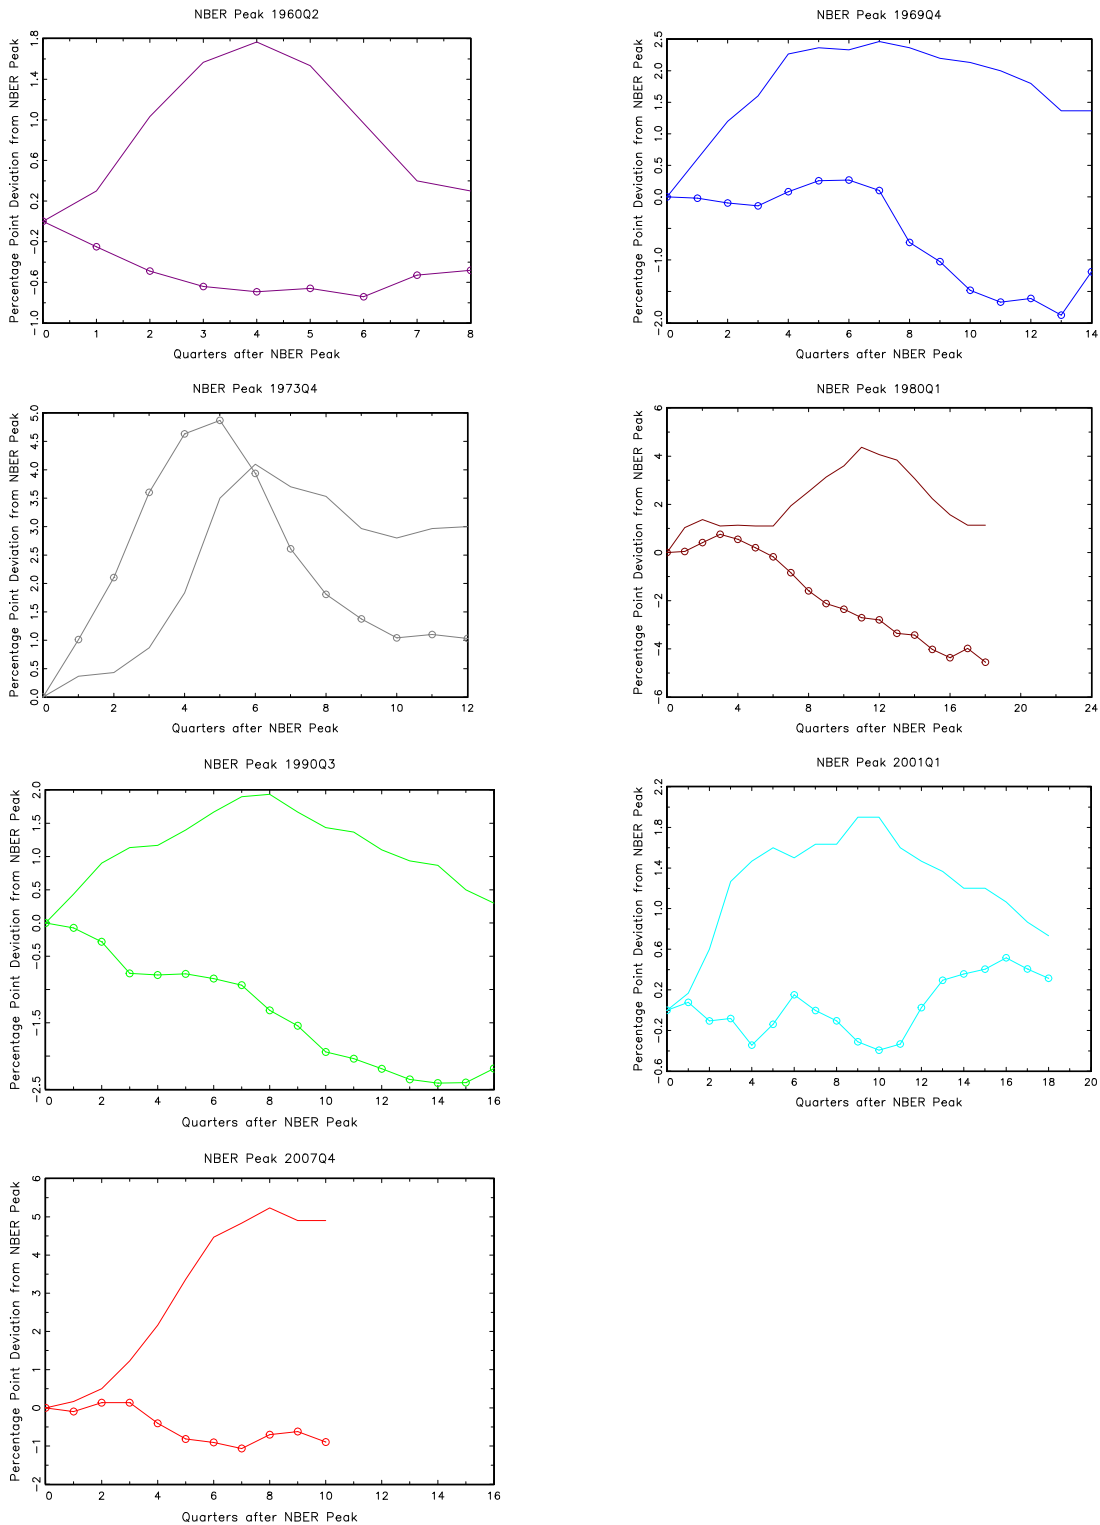 NBER Peak 1960Q2
Percentage Point Deviation from NBER Peak
1.8
1.4
1.0
0.6
0.2
-0.2
-0.6
-1.0
0 1 2 3 4 5 6 7 8
Quarters after NBER Peak
NBER Peak 1969Q4
Percentage Point Deviation from NBER Peak
2.5
2.0
1.5
1.0
0.5
0.0
-1.0
-2.0
0 2 4 6 8 10 12 14
Quarters after NBER Peak
NBER Peak 1973Q4
Percentage Point Deviation from NBER Peak
5.0
4.5
4.0
3.5
3.0
2.5
2.0
1.5
1.0
0.5
0.0
0 2 4 6 8 10 12
Quarters after NBER Peak
NBER Peak 1980Q1
Percentage Point Deviation from NBER Peak
6
4
2
0
-2
-4
-6
0 4 8 12 16 20 24
Quarters after NBER Peak
NBER Peak 1990Q3
Percentage Point Deviation from NBER Peak
2.0
1.5
1.0
0.5
0.0
-0.5
-1.5
-2.5
0 2 4 6 8 10 12 14 16
Quarters after NBER Peak
NBER Peak 2001Q1
Percentage Point Deviation from NBER Peak
2.2
1.8
1.4
1.0
0.6
0.2
-0.2
-0.6
0 2 4 6 8 10 12 14 16 18 20
Quarters after NBER Peak
NBER Peak 2007Q4
Percentage Point Deviation from NBER Peak
6
5
4
3
2
1
0
-1
-2
0 2 4 6 8 10 12 14 16
Quarters after NBER Peak